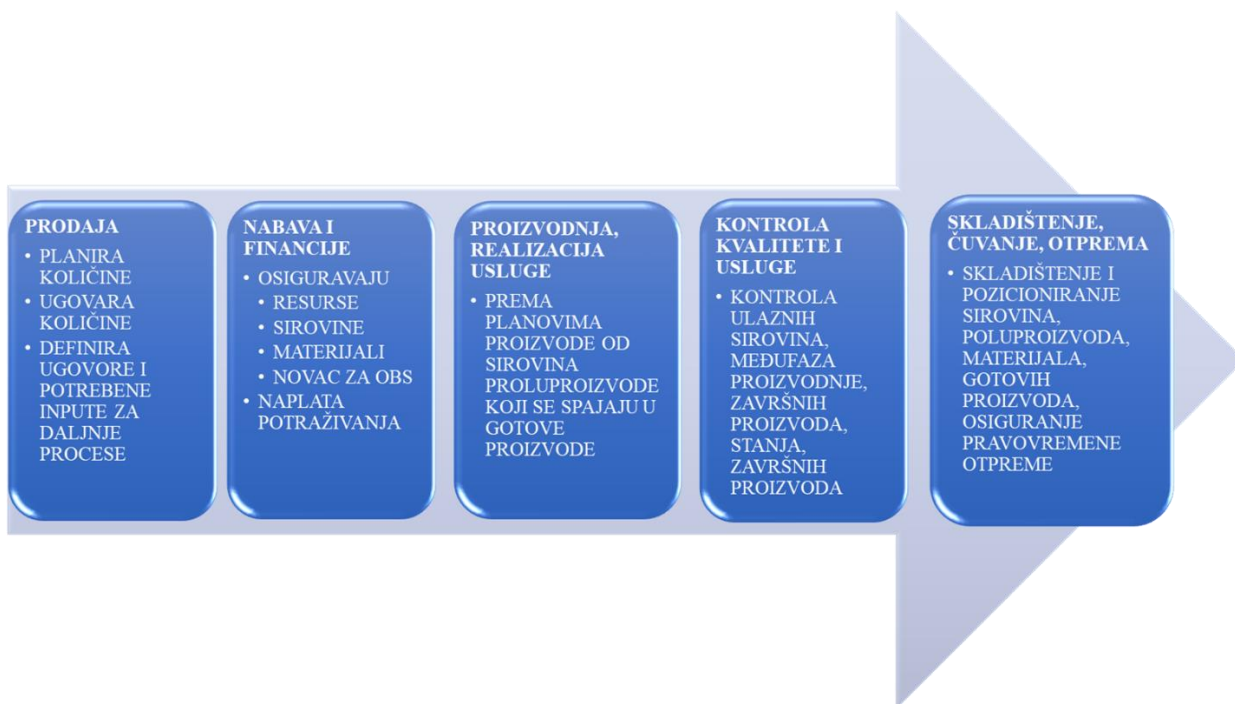 PRODAJA
• PLANIRA
KOLIČINE
• UGOVARA
KOLIČINE
• DEFINIRA
UGOVORE I
POTREBENE
INPUTE ZA
DALJNJE
PROCESE
NABAVA I
FINANCIJE
• OSIGURAVAJU
• RESURSE
• SIROVINE
• MATERIJALI
• NOVAC ZA OBS
• NAPLATA
POTRAŽIVANJA
PROIZVODNJA,
REALIZACIJA
USLUGE
• PREMA
PLANOVIMA
PROIZVODE OD
SIROVINA
PROLUPROIZVODE
KOJI SE SPAJAJU U
GOTOVE
PROIZVODE
KONTROLA
KVALITETE I
USLUGE
• KONTROLA
ULAZNIH
SIROVINA,
MEĐUFAZA
PROIZVODNJE,
ZAVRŠNIH
PROIZVODA,
STANJA,
ZAVRŠNIH
PROIZVODA
SKLADIŠTENJE,
ČUVANJE, OTPREMA
• SKLADIŠTENJE I
POZICIONIRANJE
SIROVINA,
POLUPROIZVODA,
MATERIJALA,
GOTOVIH
PROIZVODA,
OSIGURANJE
PRAVOVREMENE
OTPREME